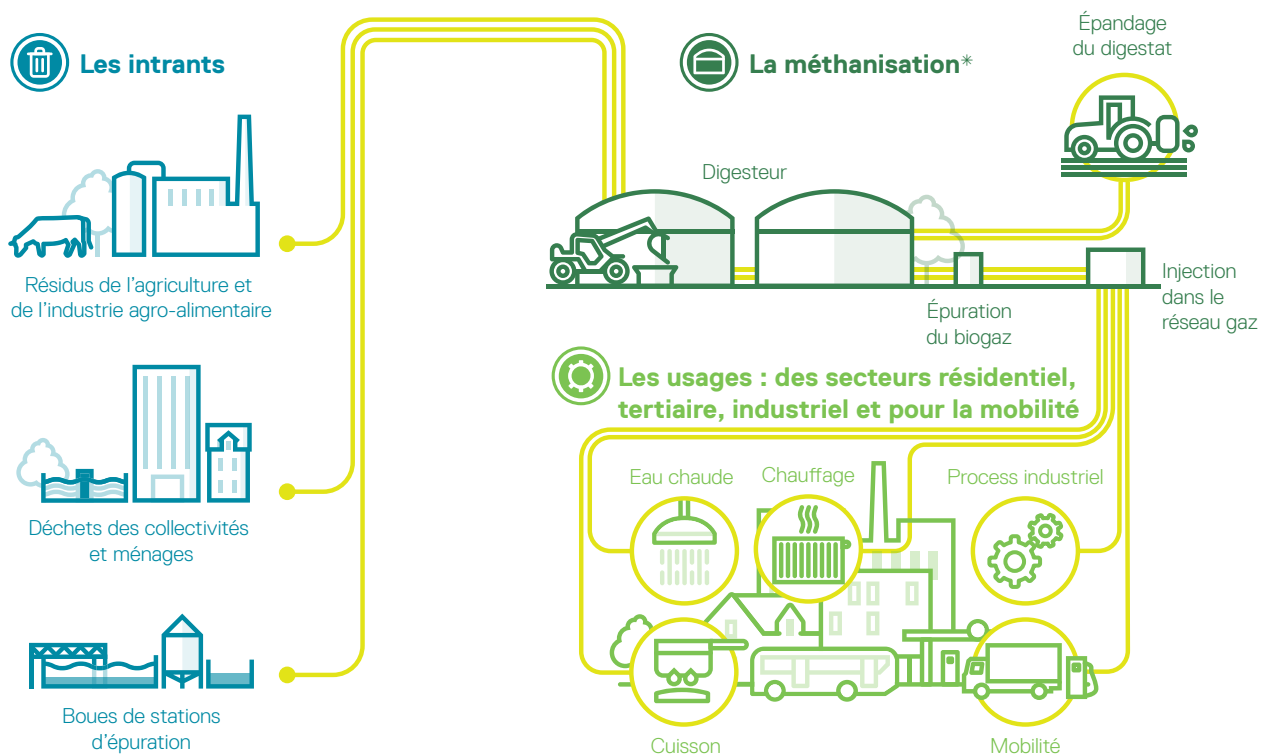 Les intrants
Résidus de l'agriculture et
de l'industrie agro-alimentaire
Déchets des collectivités
et ménages
Boues de stations
d'épuration
La méthanisation*
Épandage
du digestat
Digesteur
Épuration
du biogaz
Injection
dans le
réseau gaz
Les usages : des secteurs résidentiel,
tertiaire, industriel et pour la mobilité
Eau chaude
Chauffage
Process industriel
Cuisson
Mobilité